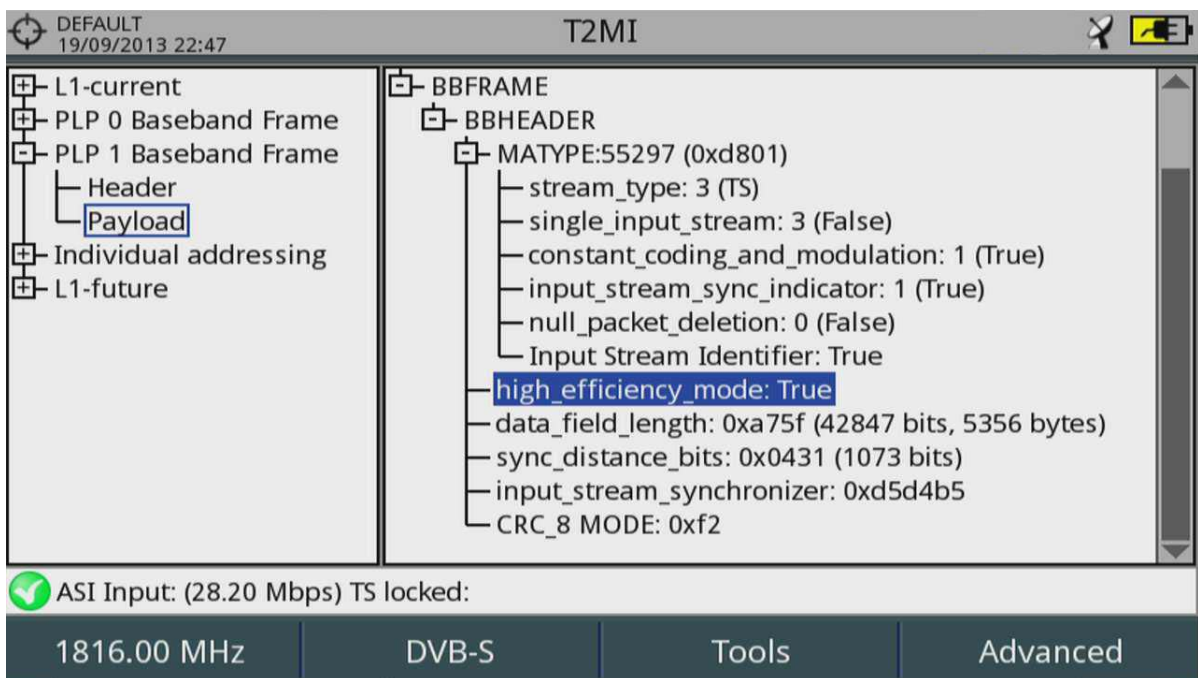 DEFAULT
19/09/2013 22:47
T2MI
L1-current
PLP 0 Baseband Frame
PLP 1 Baseband Frame
Header
Payload
Individual addressing
L1-future
BBFRAME
BBHEADER
MATYPE:55297 (0xd801)
stream_type: 3 (TS)
single_input_stream: 3 (False)
constant_coding_and_modulation: 1 (True)
input_stream_sync_indicator: 1 (True)
null_packet_deletion: 0 (False)
Input Stream Identifier: True
high_efficiency_mode: True
data_field_length: 0xa75f (42847 bits, 5356 bytes)
sync_distance_bits: 0x0431 (1073 bits)
input_stream_synchronizer: 0xd5d4b5
CRC_8 MODE: 0xf2
ASI Input: (28.20 Mbps) TS locked:
1816.00 MHz
DVB-S
Tools
Advanced